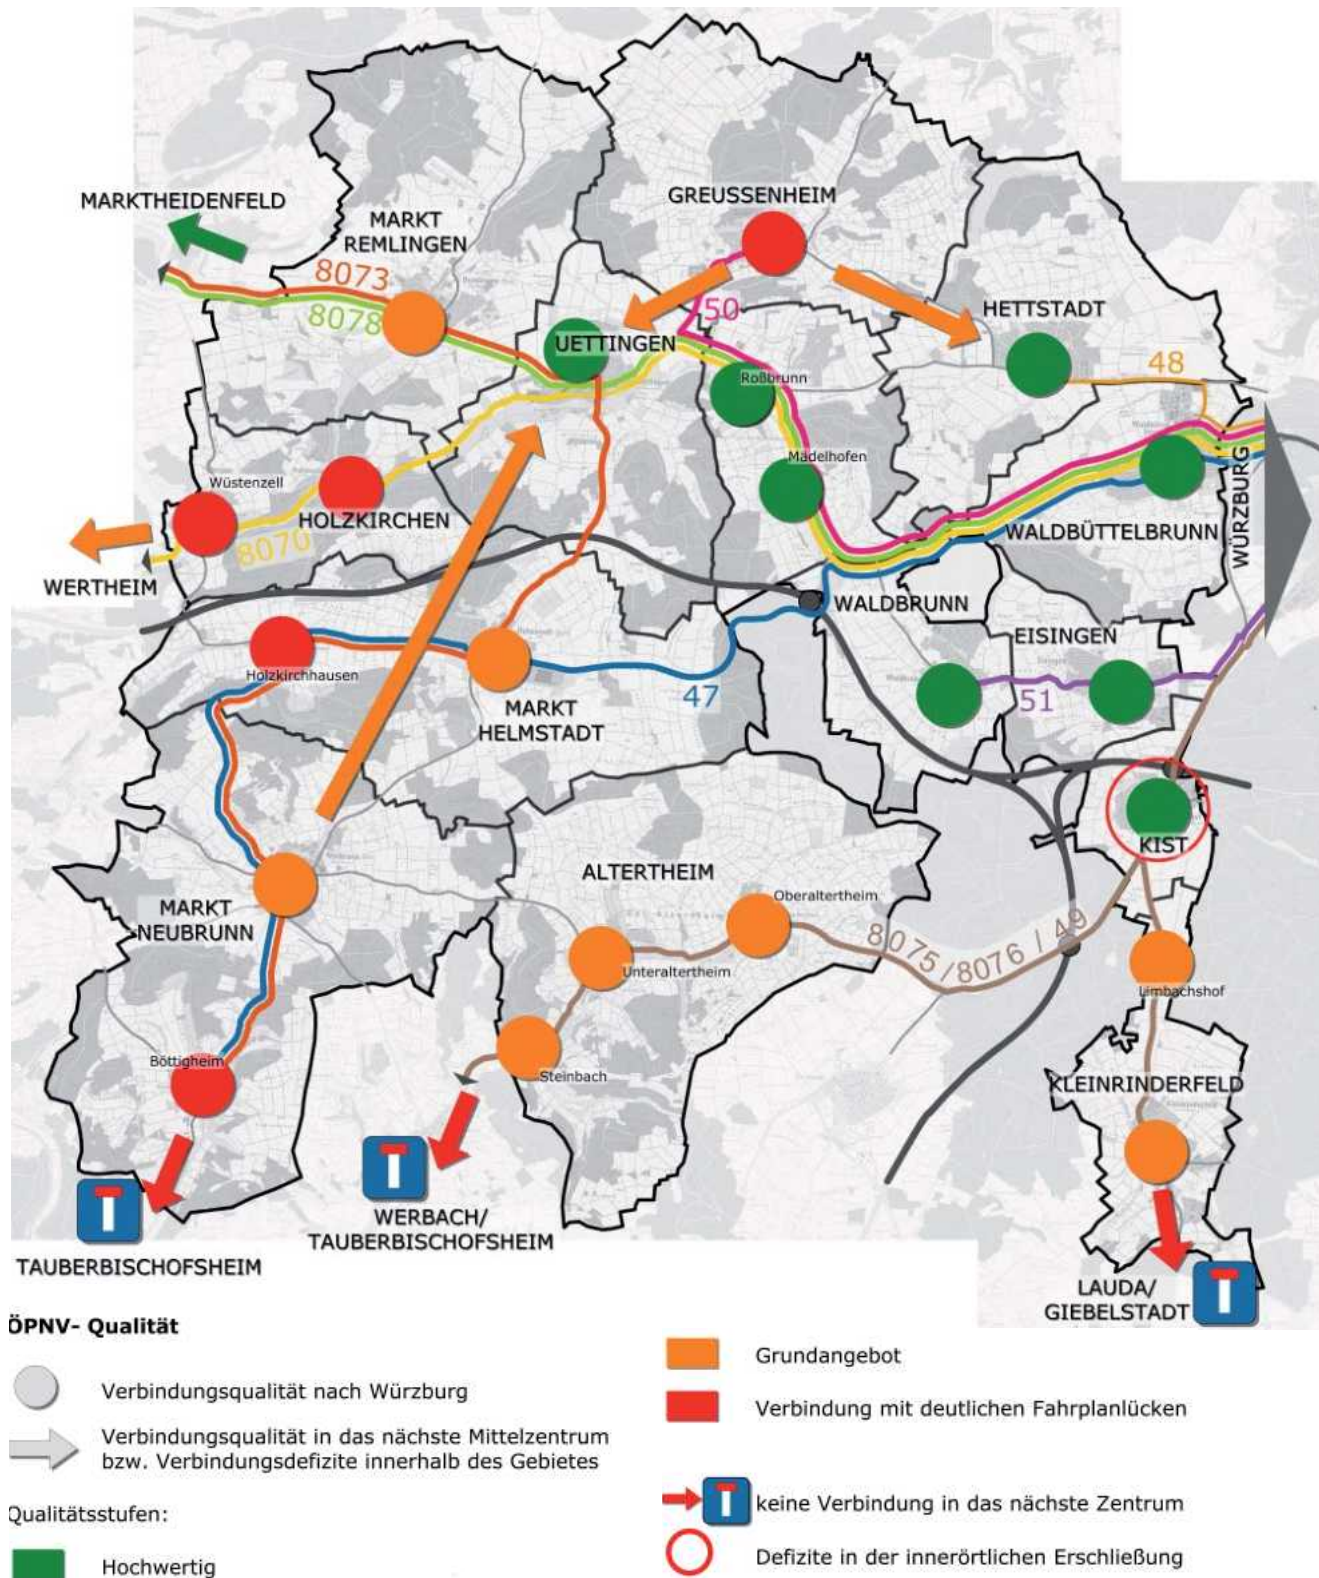 MARKTHEIDENFELD
GREUSSENHEIM
MARKT
REMLINGEN
8073
8078
50
HETTSTADT
UETTINGEN
48
Roßbrunn
Mädelhofen
Wüstenzell
HOLZKIRCHEN
8070
WERTHEIM
WALDBÜTTELBRUNN
WÜRZBURG
WALDBRUNN
EISINGEN
Holzkirchhausen
47
51
MARKT
HELMSTADT
KIST
ALTERTHEIM
Oberaltertheim
MARKT
NEUBRUNN
8075/8076 / 49
Unteraltertheim
Limbachshof
Böttigheim
Steinbach
KLEINRINDERFELD
WERBACH/
TAUBERBISCHOFSHEIM
TAUBERBISCHOFSHEIM
LAUDA/
GIEBELSTADT
ÖPNV- Qualität
Verbindungsqualität nach Würzburg
Verbindungsqualität in das nächste Mittelzentrum
bzw. Verbindungsdefizite innerhalb des Gebietes
Qualitätsstufen:
Hochwertig
Grundangebot
Verbindung mit deutlichen Fahrplanlücken
keine Verbindung in das nächste Zentrum
Defizite in der innerörtlichen Erschließung